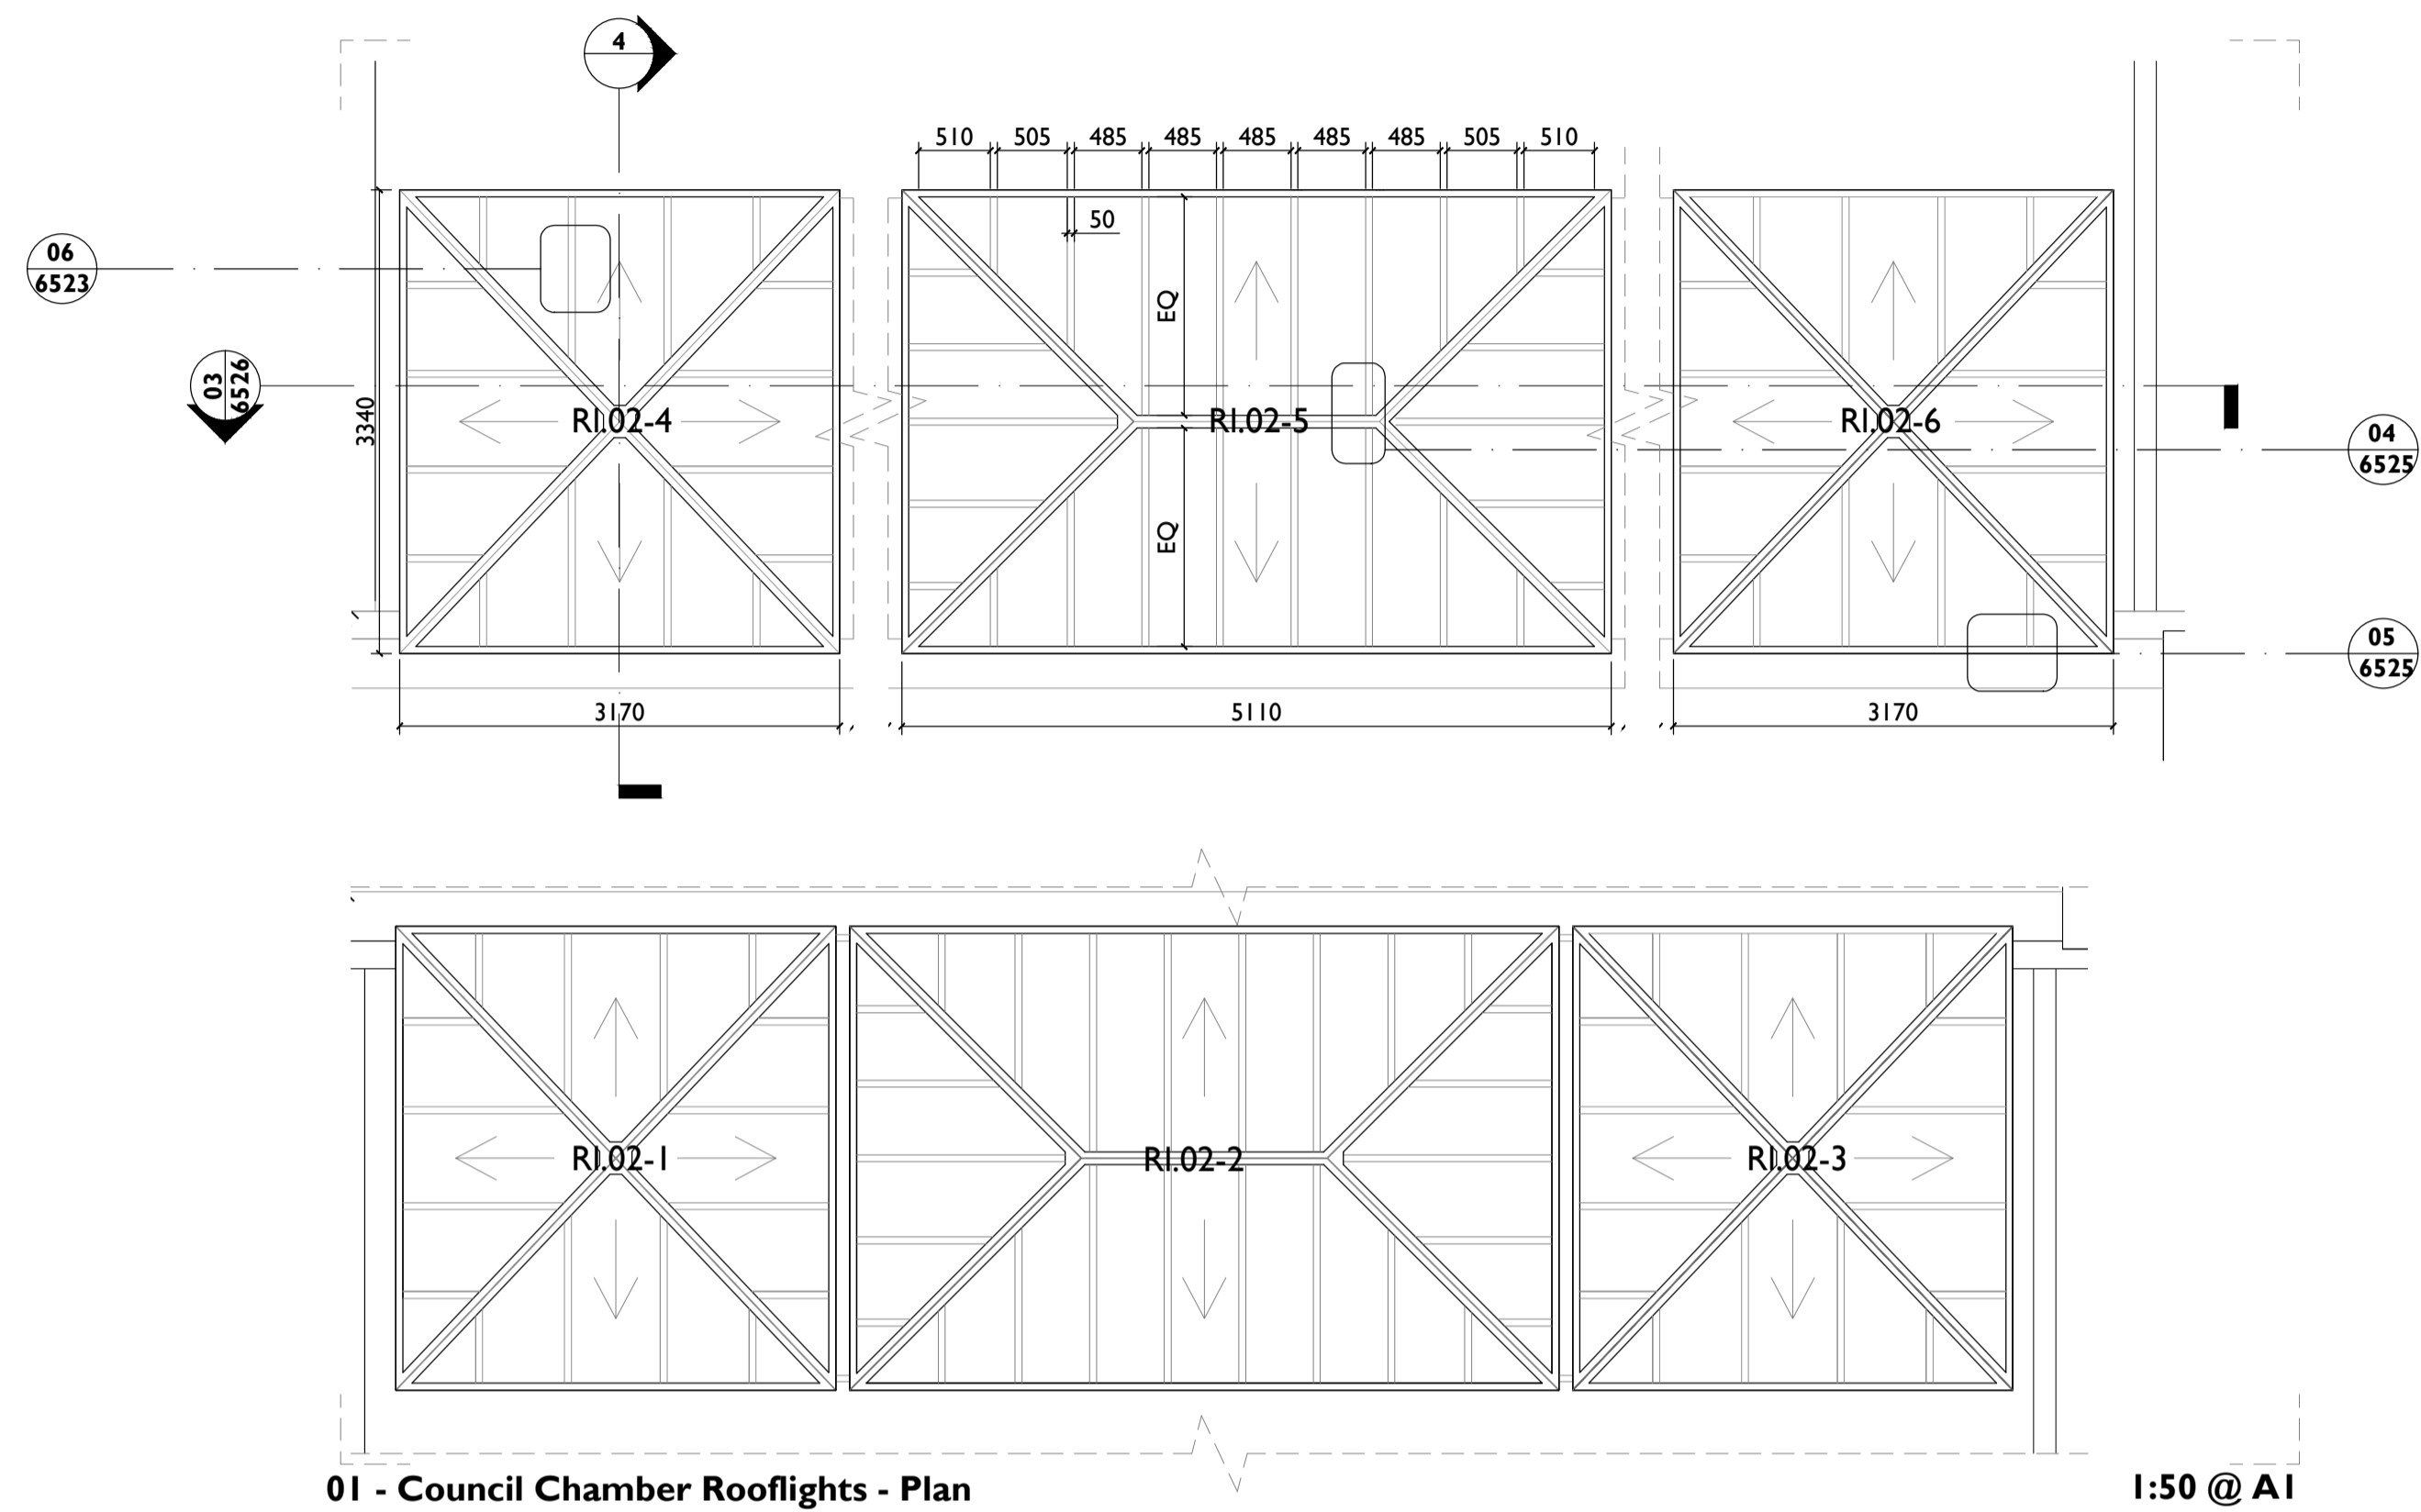 4
510 505 485 485 485 485 485 505 510
50
06
6523
EQ
03
6526
3340
RI.02-4
RI.02-5
RI.02-6
04
6525
EQ
05
6525
3170
5110
3170
RI.02-1
RI.02-2
RI.02-3
01 - Council Chamber Rooflights - Plan
1:50 @ A1